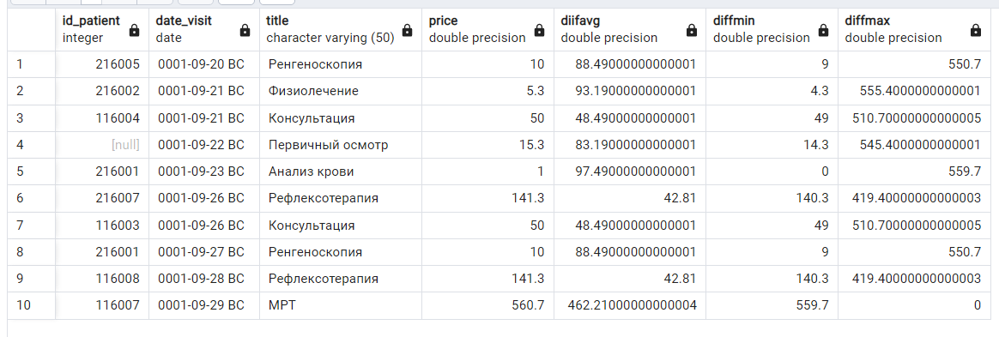 id_patient date_visit title price diifavg diffmin diffmax
integer date character varying (50) double precision double precision double precision double precision
1 216005 0001-09-20 BC Ренгеноскопия 10 88.49000000000001 9 550.7
2 216002 0001-09-21 BC Физиолечение 5.3 93.19000000000001 4.3 555.4000000000001
3 116004 0001-09-21 BC Консультация 50 48.49000000000001 49 510.70000000000005
4 [null] 0001-09-22 BC Первичный осмотр 15.3 83.19000000000001 14.3 545.4000000000001
5 216001 0001-09-23 BC Анализ крови 1 97.49000000000001 0 559.7
6 216007 0001-09-26 BC Рефлексотерапия 141.3 42.81 140.3 419.40000000000003
7 116003 0001-09-26 BC Консультация 50 48.49000000000001 49 510.70000000000005
8 216001 0001-09-27 BC Ренгеноскопия 10 88.49000000000001 9 550.7
9 116008 0001-09-28 BC Рефлексотерапия 141.3 42.81 140.3 419.40000000000003
10 116007 0001-09-29 BC МРТ 560.7 462.21000000000004 559.7 0